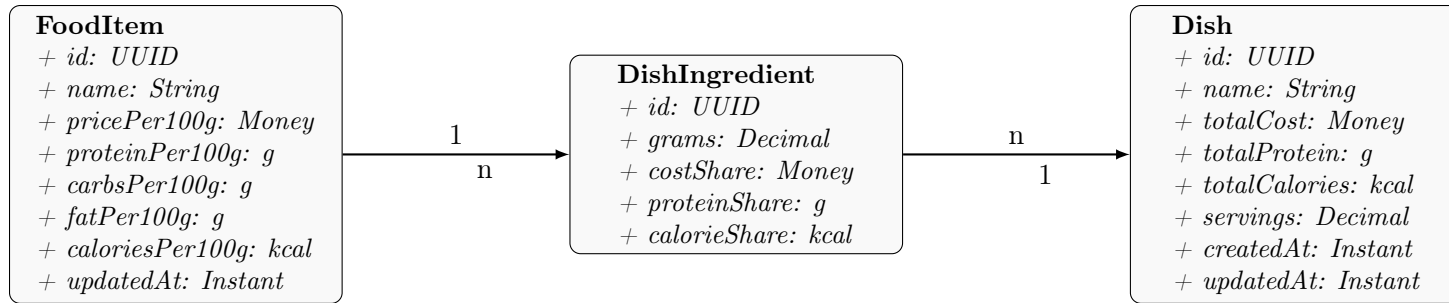 FoodItem
+ id: UUID
+ name: String
+ pricePer100g: Money
+ proteinPer100g: g
+ carbsPer100g: g
+ fatPer100g: g
+ caloriesPer100g: kcal
+ updatedAt: Instant
1
n
DishIngredient
+ id: UUID
+ grams: Decimal
+ costShare: Money
+ proteinShare: g
+ calorieShare: kcal
n
1
Dish
+ id: UUID
+ name: String
+ totalCost: Money
+ totalProtein: g
+ totalCalories: kcal
+ servings: Decimal
+ createdAt: Instant
+ updatedAt: Instant